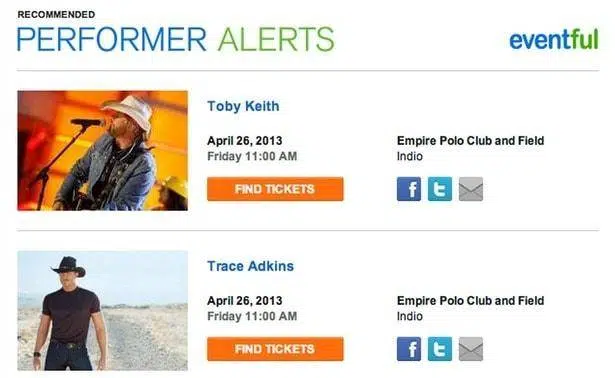 RECOMMENDED
PERFORMER ALERTS
eventful
Toby Keith
April 26, 2013
Friday 11:00 AM
Empire Polo Club and Field
Indio
FIND TICKETS
f t
Trace Adkins
April 26, 2013
Friday 11:00 AM
Empire Polo Club and Field
Indio
FIND TICKETS
f t